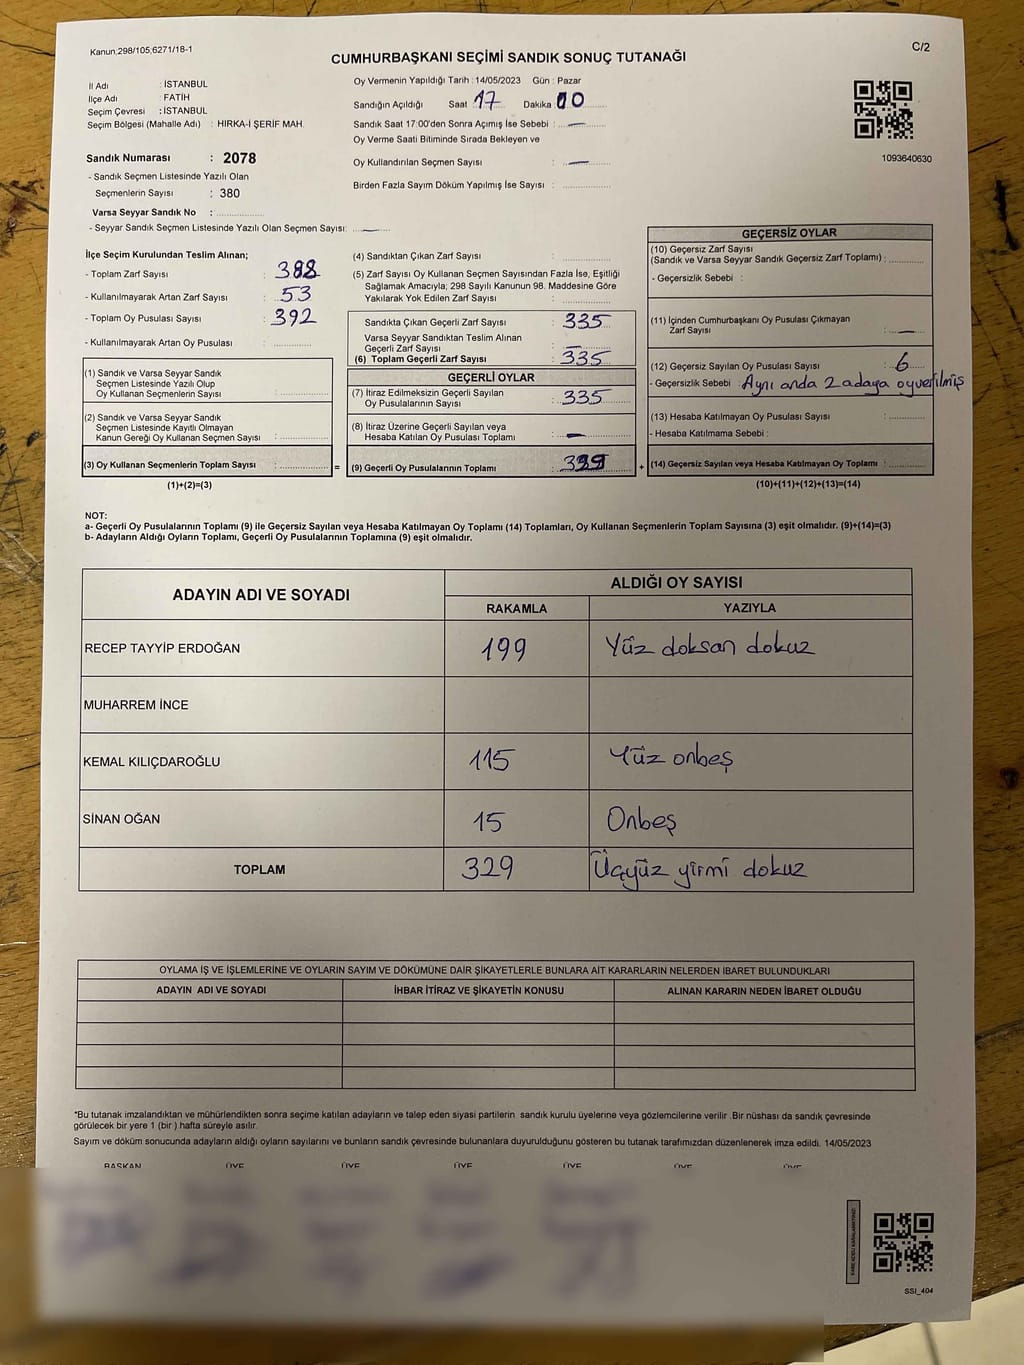 Kanun;298/105;6271/18-1
C/2
CUMHURBAŞKANI SEÇİMİ SANDIK SONUÇ TUTANAĞI
İl Adı : İSTANBUL
İlçe Adı : FATİH
Seçim Çevresi : İSTANBUL
Seçim Bölgesi (Mahalle Adı) : HIRKA-İ ŞERİF MAH.
Oy Vermenin Yapıldığı Tarih : 14/05/2023 Gün : Pazar
Sandığın Açıldığı Saat 17 Dakika 00
Sandık Saat 17:00'den Sonra Açımış İse Sebebi : —
Oy Verme Saati Bitiminde Sırada Bekleyen ve
Oy Kullandırılan Seçmen Sayısı : —
Birden Fazla Sayım Döküm Yapılmış İse Sayısı :
1093640630
Sandık Numarası : 2078
- Sandık Seçmen Listesinde Yazılı Olan
Seçmenlerin Sayısı : 380
Varsa Seyyar Sandık No :
- Seyyar Sandık Seçmen Listesinde Yazılı Olan Seçmen Sayısı: —
İlçe Seçim Kurulundan Teslim Alınan;
- Toplam Zarf Sayısı : 388
- Kullanılmayarak Artan Zarf Sayısı : 53
- Toplam Oy Pusulası Sayısı : 392
- Kullanılmayarak Artan Oy Pusulası :
(1) Sandık ve Varsa Seyyar Sandık
Seçmen Listesinde Yazılı Olup
Oy Kullanan Seçmenlerin Sayısı :
(2) Sandık ve Varsa Seyyar Sandık
Seçmen Listesinde Kayıtlı Olmayan
Kanun Gereği Oy Kullanan Seçmen Sayısı :
(3) Oy Kullanan Seçmenlerin Toplam Sayısı :
(1)+(2)=(3)
(4) Sandıktan Çıkan Zarf Sayısı :
(5) Zarf Sayısı Oy Kullanan Seçmen Sayısından Fazla İse, Eşitliği
Sağlamak Amacıyla; 298 Sayılı Kanunun 98. Maddesine Göre
Yakılarak Yok Edilen Zarf Sayısı :
Sandıkta Çıkan Geçerli Zarf Sayısı : 335
Varsa Seyyar Sandıktan Teslim Alınan
Geçerli Zarf Sayısı : —
(6) Toplam Geçerli Zarf Sayısı : 335
GEÇERLİ OYLAR
(7) İtiraz Edilmeksizin Geçerli Sayılan
Oy Pusulalarının Sayısı : 335
(8) İtiraz Üzerine Geçerli Sayılan veya
Hesaba Katılan Oy Pusulası Toplamı : —
= (9) Geçerli Oy Pusulalarının Toplamı :
GEÇERSİZ OYLAR
(10) Geçersiz Zarf Sayısı
(Sandık ve Varsa Seyyar Sandık Geçersiz Zarf Toplamı) :
- Geçersizlik Sebebi :
(11) İçinden Cumhurbaşkanı Oy Pusulası Çıkmayan
Zarf Sayısı : —
(12) Geçersiz Sayılan Oy Pusulası Sayısı : 6
- Geçersizlik Sebebi : Aynı anda 2 adaya oy verilmiş
(13) Hesaba Katılmayan Oy Pusulası Sayısı :
- Hesaba Katılmama Sebebi :
+ (14) Geçersiz Sayılan veya Hesaba Katılmayan Oy Toplamı :
(10)+(11)+(12)+(13)=(14)
NOT:
a- Geçerli Oy Pusulalarının Toplamı (9) ile Geçersiz Sayılan veya Hesaba Katılmayan Oy Toplamı (14) Toplamları, Oy Kullanan Seçmenlerin Toplam Sayısına (3) eşit olmalıdır. (9)+(14)=(3)
b- Adayların Aldığı Oyların Toplamı, Geçerli Oy Pusulalarının Toplamına (9) eşit olmalıdır.
ADAYIN ADI VE SOYADI
ALDIĞI OY SAYISI
RAKAMLA YAZIYLA
RECEP TAYYİP ERDOĞAN 199 Yüz doksan dokuz
MUHARREM İNCE
KEMAL KILIÇDAROĞLU 115 Yüz onbeş
SİNAN OĞAN 15 Onbeş
TOPLAM 329 Üçyüz yirmi dokuz
OYLAMA İŞ VE İŞLEMLERİNE VE OYLARIN SAYIM VE DÖKÜMÜNE DAİR ŞİKAYETLERLE BUNLARA AİT KARARLARIN NELERDEN İBARET BULUNDUKLARI
ADAYIN ADI VE SOYADI İHBAR İTİRAZ VE ŞİKAYETİN KONUSU ALINAN KARARIN NEDEN İBARET OLDUĞU
*Bu tutanak imzalandıktan ve mühürlendikten sonra seçime katılan adayların ve talep eden siyasi partilerin sandık kurulu üyelerine veya gözlemcilerine verilir .Bir nüshası da sandık çevresinde
görülecek bir yere 1 (bir ) hafta süreyle asılır.
Sayım ve döküm sonucunda adayların aldığı oyların sayılarını ve bunların sandık çevresinde bulunanlara duyurulduğunu gösteren bu tutanak tarafımızdan düzenlenerek imza edildi. 14/05/2023
BAŞKAN ÜYE ÜYE ÜYE ÜYE ÜYE ÜYE
SSI_404